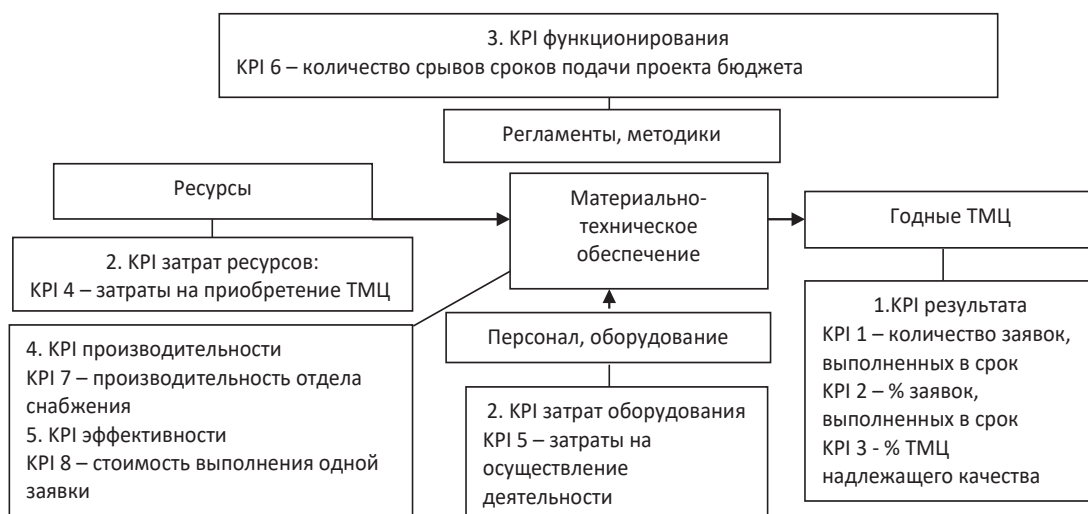 3. KPI функционирования
KPI 6 – количество срывов сроков подачи проекта бюджета
Регламенты, методики
Ресурсы
Материально-
техническое
обеспечение
Годные ТМЦ
2. KPI затрат ресурсов:
KPI 4 – затраты на приобретение ТМЦ
4. KPI производительности
KPI 7 – производительность отдела
снабжения
5. KPI эффективности
KPI 8 – стоимость выполнения одной
заявки
Персонал, оборудование
2. KPI затрат оборудования
KPI 5 – затраты на
осуществление
деятельности
1.KPI результата
KPI 1 – количество заявок,
выполненных в срок
KPI 2 – % заявок,
выполненных в срок
KPI 3 - % ТМЦ
надлежащего качества